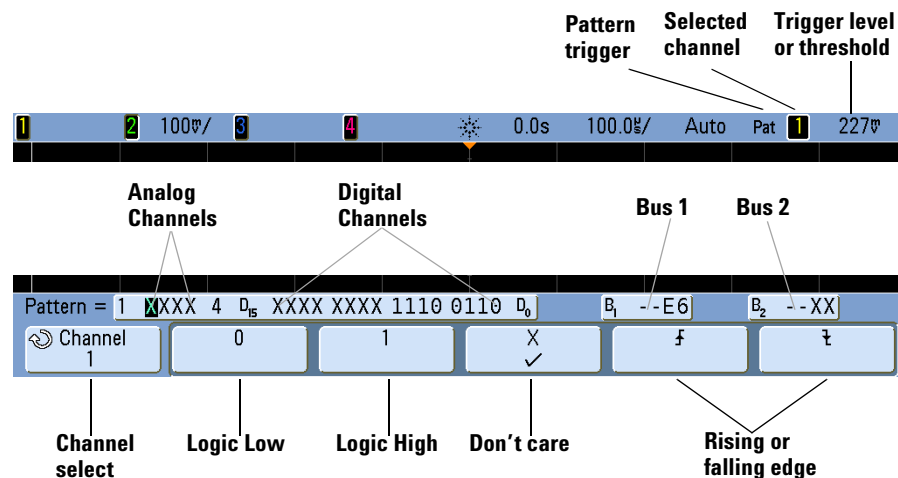 Pattern trigger
Selected channel
Trigger level or threshold
1 2 100mV/ 3 4 0.0s 100.0us/ Auto Pat 1 227mV
Analog Channels
Digital Channels
Bus 1
Bus 2
Pattern = 1 XXXX 4 D15 XXXX XXXX 1110 0110 D0 B1 --E6 B2 --XX
Channel 1
0
1
X
Channel select
Logic Low
Logic High
Don't care
Rising or falling edge